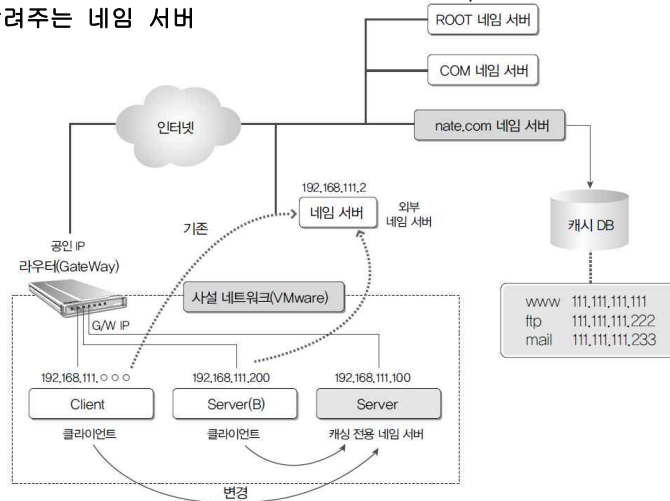 려주는 네임 서버
ROOT 네임 서버
COM 네임 서버
인터넷
nate.com 네임 서버
192.168.111.2
네임 서버
외부
네임 서버
기존
캐시 DB
공인 IP
라우터(GateWay)
사설 네트워크(VMware)
www 111.111.111.111
ftp 111.111.111.222
mail 111.111.111.233
G/W IP
192.168.111.○○○
192.168.111.200
192.168.111.100
Client
Server(B)
Server
클라이언트
클라이언트
캐싱 전용 네임 서버
변경